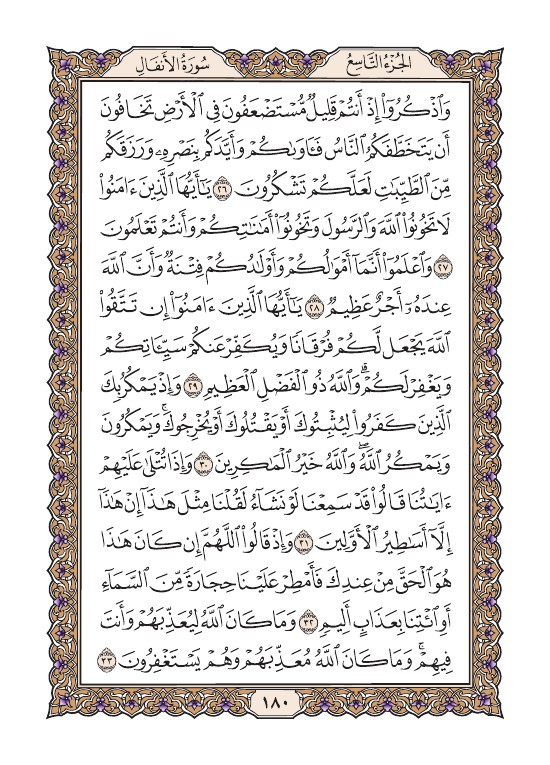 الجُزْءُ التَّاسِعُ
سُورَةُ الأَنفَالِ
وَٱذْكُرُوٓا۟ إِذْ أَنتُمْ قَلِيلٌ مُّسْتَضْعَفُونَ فِى ٱلْأَرْضِ تَخَافُونَ
أَن يَتَخَطَّفَكُمُ ٱلنَّاسُ فَـَٔاوَىٰكُمْ وَأَيَّدَكُم بِنَصْرِهِۦ وَرَزَقَكُم
مِّنَ ٱلطَّيِّبَـٰتِ لَعَلَّكُمْ تَشْكُرُونَ ٢٦ يَـٰٓأَيُّهَا ٱلَّذِينَ ءَامَنُوا۟
لَا تَخُونُوا۟ ٱللَّهَ وَٱلرَّسُولَ وَتَخُونُوٓا۟ أَمَـٰنَـٰتِكُمْ وَأَنتُمْ تَعْلَمُونَ
٢٧ وَٱعْلَمُوٓا۟ أَنَّمَآ أَمْوَٰلُكُمْ وَأَوْلَـٰدُكُمْ فِتْنَةٌ وَأَنَّ ٱللَّهَ
عِندَهُۥٓ أَجْرٌ عَظِيمٌ ٢٨ يَـٰٓأَيُّهَا ٱلَّذِينَ ءَامَنُوٓا۟ إِن تَتَّقُوا۟
ٱللَّهَ يَجْعَل لَّكُمْ فُرْقَانًا وَيُكَفِّرْ عَنكُمْ سَيِّـَٔاتِكُمْ
وَيَغْفِرْ لَكُمْ ۗ وَٱللَّهُ ذُو ٱلْفَضْلِ ٱلْعَظِيمِ ٢٩ وَإِذْ يَمْكُرُ بِكَ
ٱلَّذِينَ كَفَرُوا۟ لِيُثْبِتُوكَ أَوْ يَقْتُلُوكَ أَوْ يُخْرِجُوكَ ۚ وَيَمْكُرُونَ
وَيَمْكُرُ ٱللَّهُ ۖ وَٱللَّهُ خَيْرُ ٱلْمَـٰكِرِينَ ٣٠ وَإِذَا تُتْلَىٰ عَلَيْهِمْ
ءَايَـٰتُنَا قَالُوا۟ قَدْ سَمِعْنَا لَوْ نَشَآءُ لَقُلْنَا مِثْلَ هَـٰذَآ ۙ إِنْ هَـٰذَآ
إِلَّآ أَسَـٰطِيرُ ٱلْأَوَّلِينَ ٣١ وَإِذْ قَالُوا۟ ٱللَّهُمَّ إِن كَانَ هَـٰذَا
هُوَ ٱلْحَقَّ مِنْ عِندِكَ فَأَمْطِرْ عَلَيْنَا حِجَارَةً مِّنَ ٱلسَّمَآءِ
أَوِ ٱئْتِنَا بِعَذَابٍ أَلِيمٍ ٣٢ وَمَا كَانَ ٱللَّهُ لِيُعَذِّبَهُمْ وَأَنتَ
فِيهِمْ ۚ وَمَا كَانَ ٱللَّهُ مُعَذِّبَهُمْ وَهُمْ يَسْتَغْفِرُونَ ٣٣
١٨٠